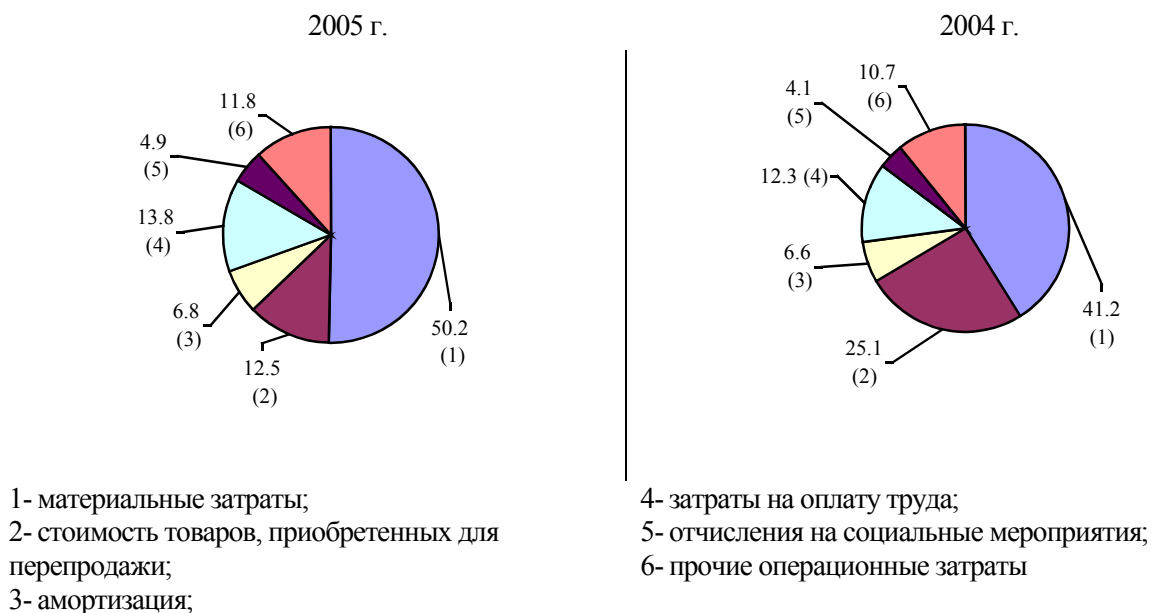 2005 г.
11.8
(6)
4.9
(5)
13.8
(4)
6.8
(3)
12.5
(2)
50.2
(1)
2004 г.
10.7
(6)
4.1
(5)
12.3 (4)
6.6
(3)
25.1
(2)
41.2
(1)
1- материальные затраты;
2- стоимость товаров, приобретенных для
перепродажи;
3- амортизация;
4- затраты на оплату труда;
5- отчисления на социальные мероприятия;
6- прочие операционные затраты